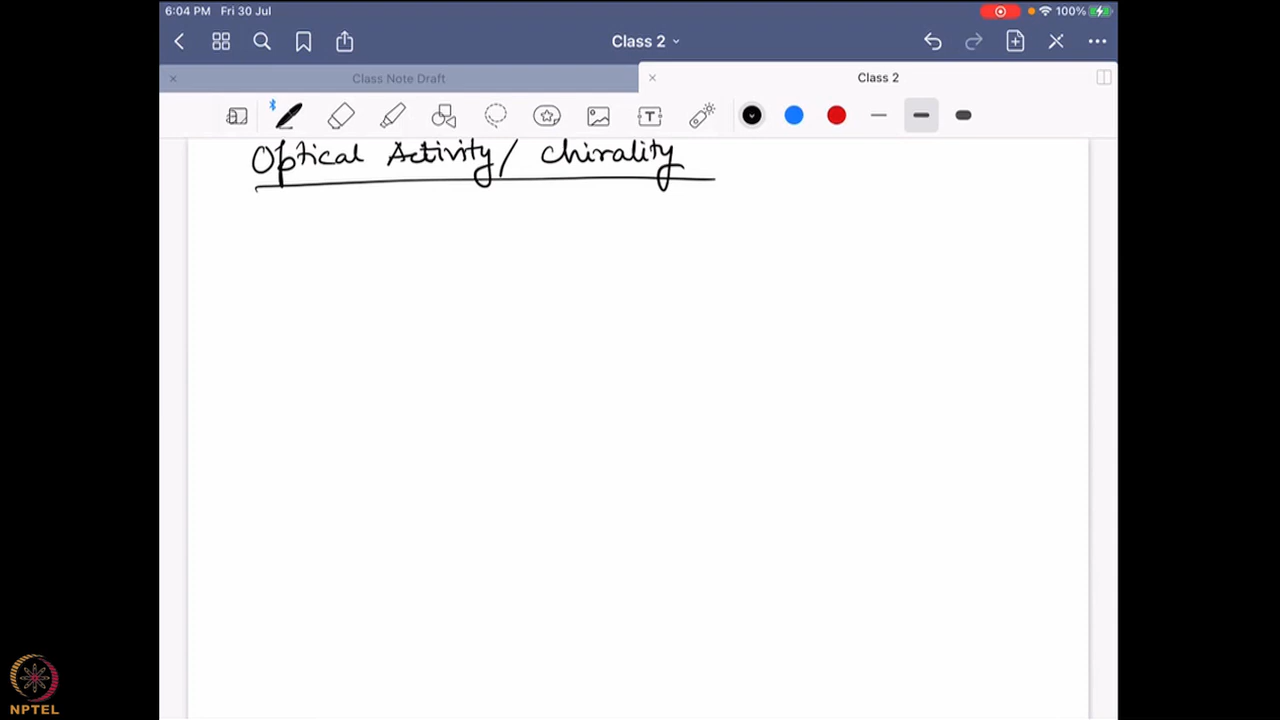 6:04 PM Fri 30 Jul 100%
Class 2
Class Note Draft Class 2
T
Optical Activity / Chirality
NPTEL